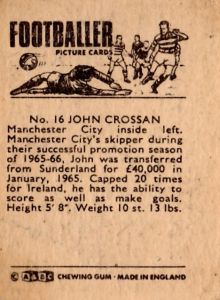 FOOTBALLER
PICTURE CARDS
No. 16 JOHN CROSSAN
Manchester City inside left.
Manchester City's skipper during
their successful promotion season
of 1965-66, John was transferred
from Sunderland for £40,000 in
January, 1965. Capped 20 times
for Ireland, he has the ability to
score as well as make goals.
Height 5' 8". Weight 10 st. 13 lbs.
© A&BC CHEWING GUM · MADE IN ENGLAND